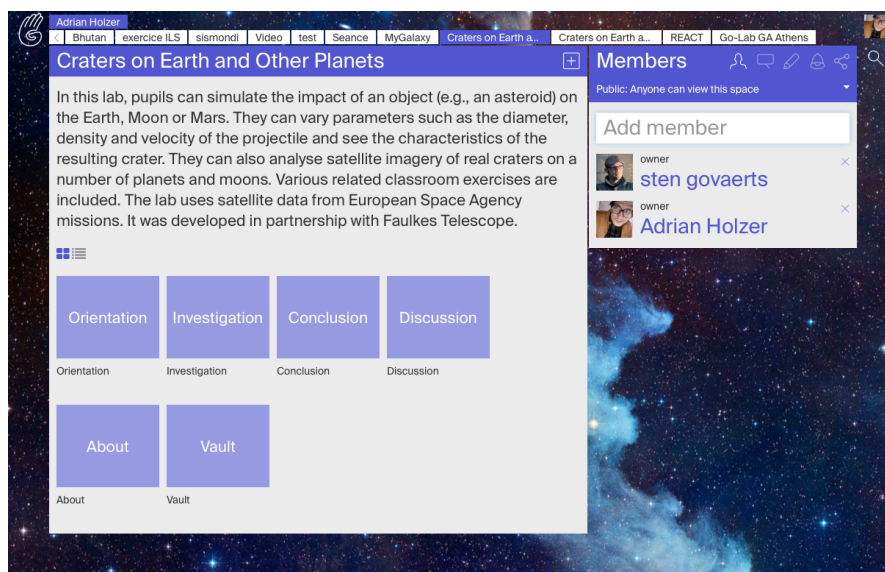 Adrian Holzer
Bhutan exercice ILS sismondi Video test Seance MyGalaxy Craters on Earth a... Craters on Earth a... REACT Go-Lab GA Athens
Craters on Earth and Other Planets
In this lab, pupils can simulate the impact of an object (e.g., an asteroid) on
the Earth, Moon or Mars. They can vary parameters such as the diameter,
density and velocity of the projectile and see the characteristics of the
resulting crater. They can also analyse satellite imagery of real craters on a
number of planets and moons. Various related classroom exercises are
included. The lab uses satellite data from European Space Agency
missions. It was developed in partnership with Faulkes Telescope.
Orientation Investigation Conclusion Discussion
Orientation Investigation Conclusion Discussion
About Vault
About Vault
Members
Public: Anyone can view this space
Add member
owner
sten govaerts
owner
Adrian Holzer